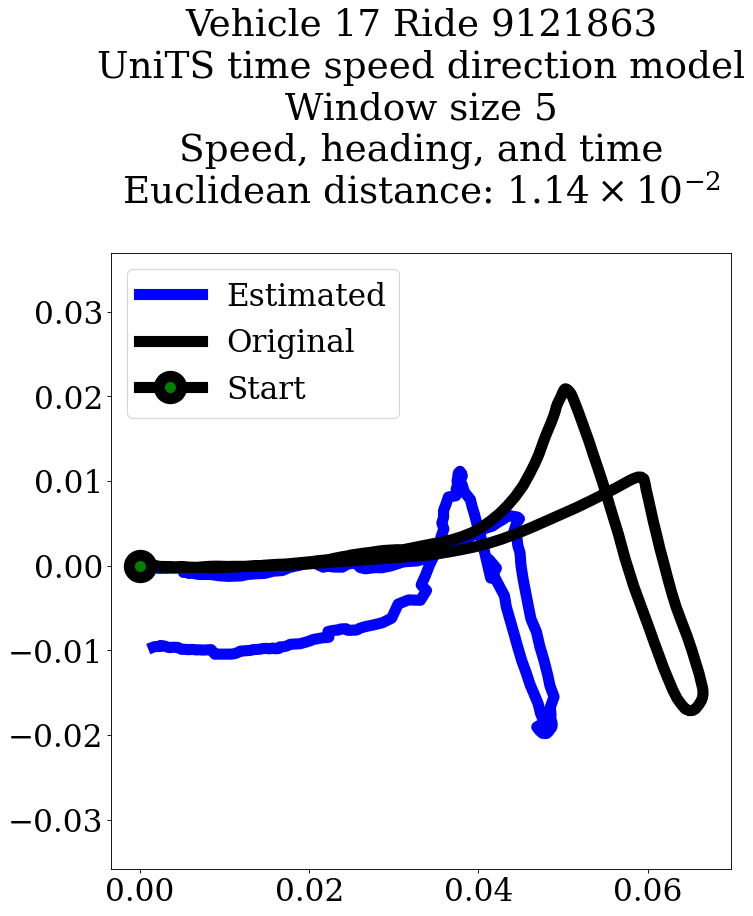 Vehicle 17 Ride 9121863
UniTS time speed direction model
Window size 5
Speed, heading, and time
Euclidean distance: $1.14 \times 10^{-2}$
Estimated
Original
Start
0.03
0.02
0.01
0.00
−0.01
−0.02
−0.03
0.00 0.02 0.04 0.06